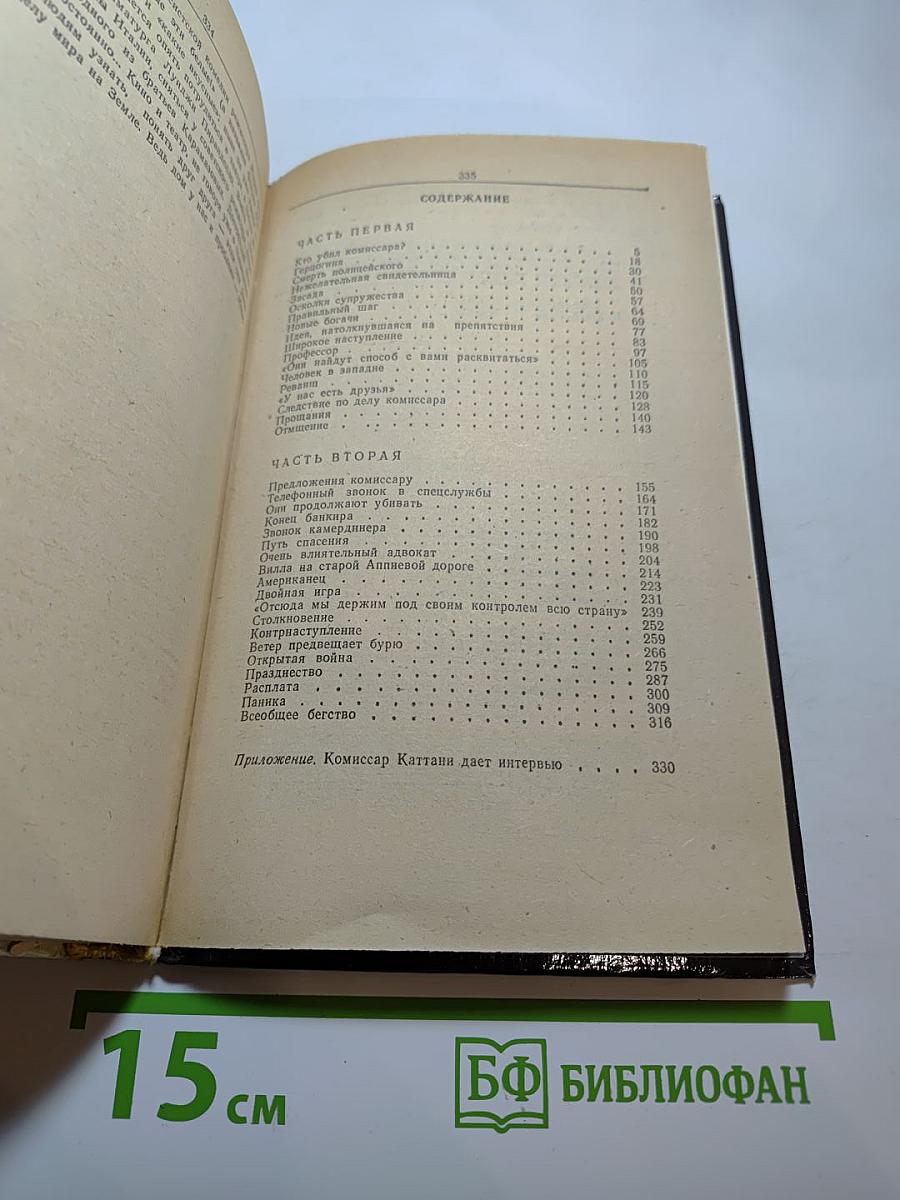 334
335
СОДЕРЖАНИЕ
ЧАСТЬ ПЕРВАЯ
Кто убил комиссара? 5
Герцогиня 18
Смерть полицейского 30
Нежелательная свидетельница 41
Засада 50
Осколки супружества 57
Правильный шаг 64
Новые богачи 69
Идея, натолкнувшаяся на препятствия 77
Широкое наступление 83
Профессор 97
«Они найдут способ с вами расквитаться» 105
Человек в западне 110
Реванш 115
«У нас есть друзья» 120
Следствие по делу комиссара 128
Прощания 140
Отмщение 143
ЧАСТЬ ВТОРАЯ
Предложения комиссару 155
Телефонный звонок в спецслужбы 164
Они продолжают убивать 171
Конец банкира 182
Звонок камердинера 190
Путь спасения 198
Очень влиятельный адвокат 204
Вилла на старой Аппиевой дороге 214
Американец 223
Двойная игра 231
«Отсюда мы держим под своим контролем всю страну» 239
Столкновение 252
Контрнаступление 259
Ветер предвещает бурю 266
Открытая война 275
Празднество 287
Расплата 300
Паника 309
Всеобщее бегство 316
Приложение. Комиссар Каттани дает интервью 330
15 см
БФ БИБЛИОФАН